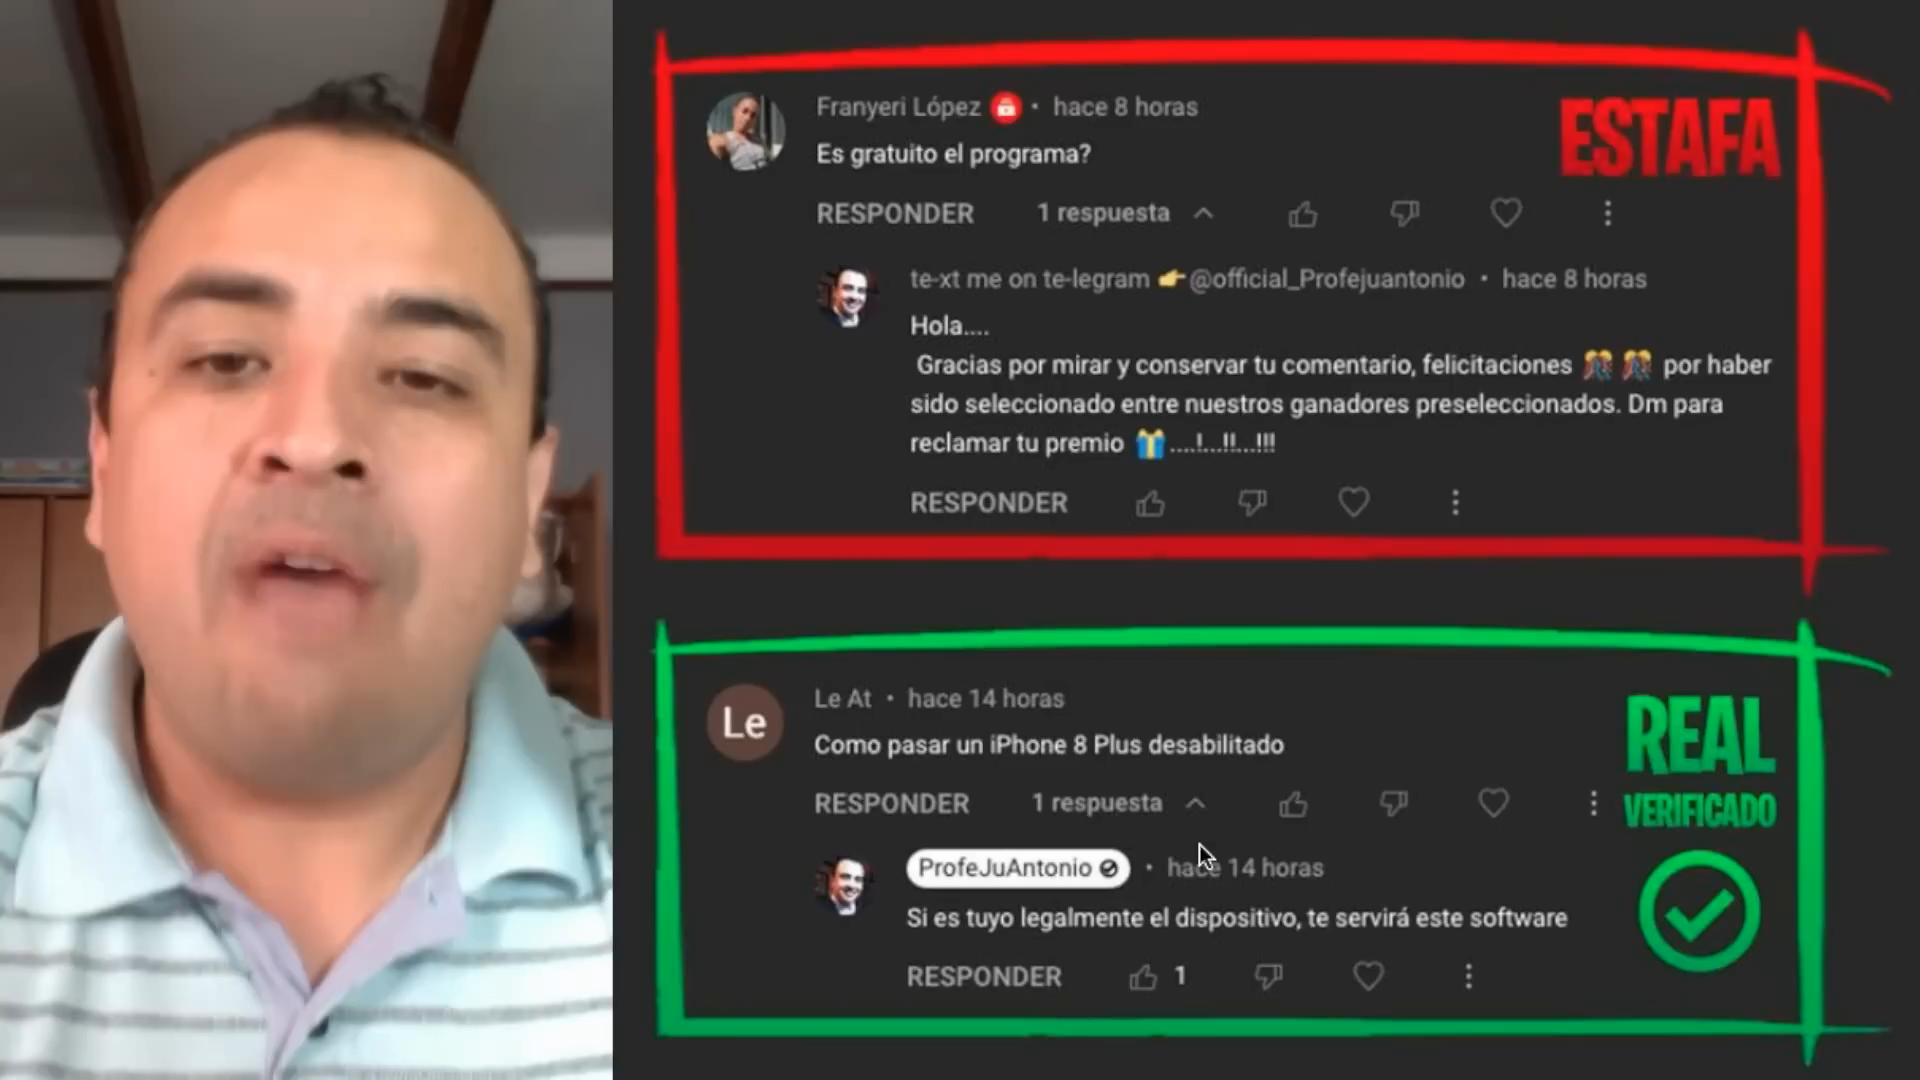 Franyeri López • hace 8 horas
ESTAFA
Es gratuito el programa?
RESPONDER 1 respuesta
te-xt me on te-legram 👉@official_Profejuantonio • hace 8 horas
Hola....
Gracias por mirar y conservar tu comentario, felicitaciones 🎊 🎊 por haber
sido seleccionado entre nuestros ganadores preseleccionados. Dm para
reclamar tu premio 🎁....!...!!...!!!
RESPONDER
Le
Le At • hace 14 horas
REAL
VERIFICADO
Como pasar un iPhone 8 Plus desabilitado
RESPONDER 1 respuesta
ProfeJuAntonio • hace 14 horas
Si es tuyo legalmente el dispositivo, te servirá este software
RESPONDER 1